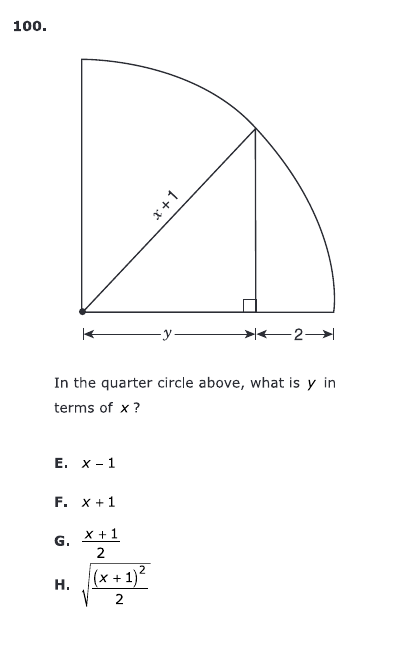 100.
x + 1
y
2
In the quarter circle above, what is y in
terms of x ?
E. x – 1
F. x + 1
G. (x + 1)/2
H. √((x + 1)²/2)